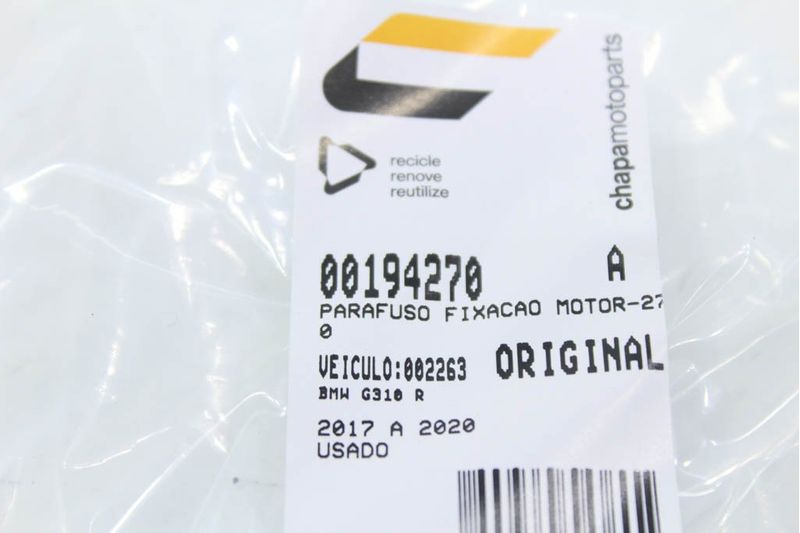 chapamotoparts
recicle
renove
reutilize
00194270 A
PARAFUSO FIXACAO MOTOR-27
0
VEICULO:002263 ORIGINAL
BMW G310 R
2017 A 2020
USADO